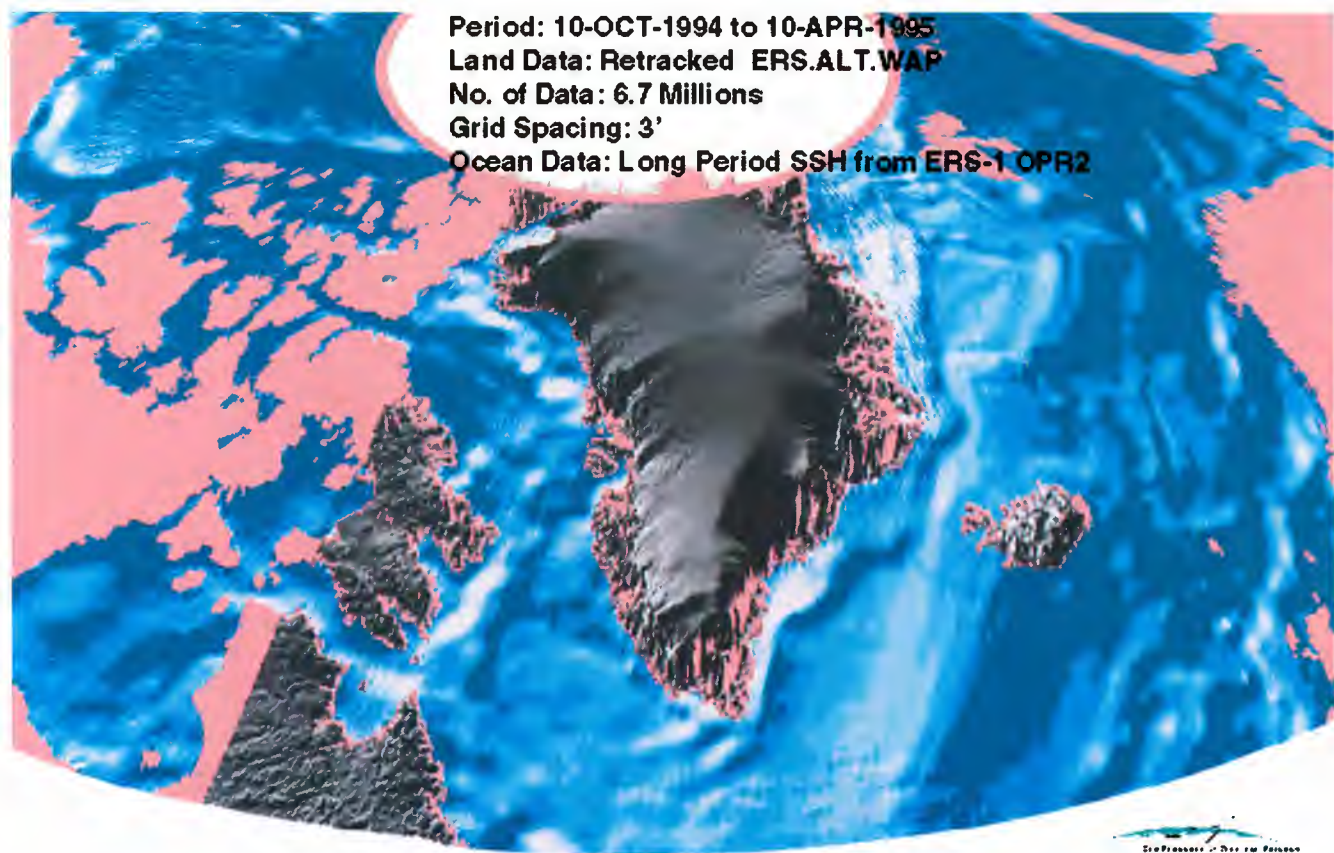 Period: 10-OCT-1994 to 10-APR-1995
Land Data: Retracked ERS.ALT.WAP
No. of Data: 6.7 Millions
Grid Spacing: 3'
Ocean Data: Long Period SSH from ERS-1 OPR2